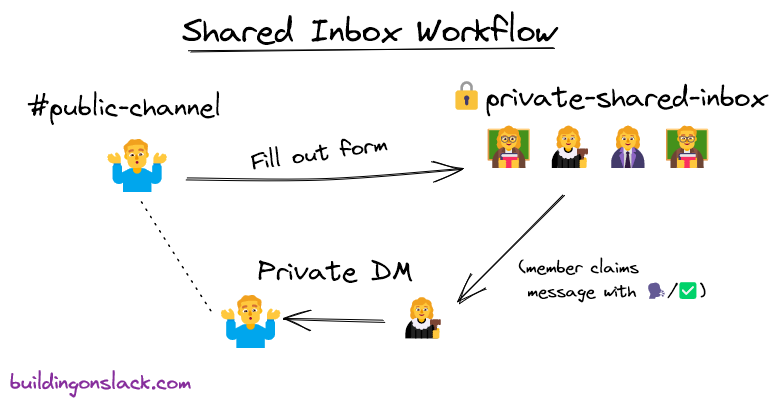 Shared Inbox Workflow
#public-channel
private-shared-inbox
Fill out form
Private DM
(member claims
message with 🗣/✅)
buildingonslack.com